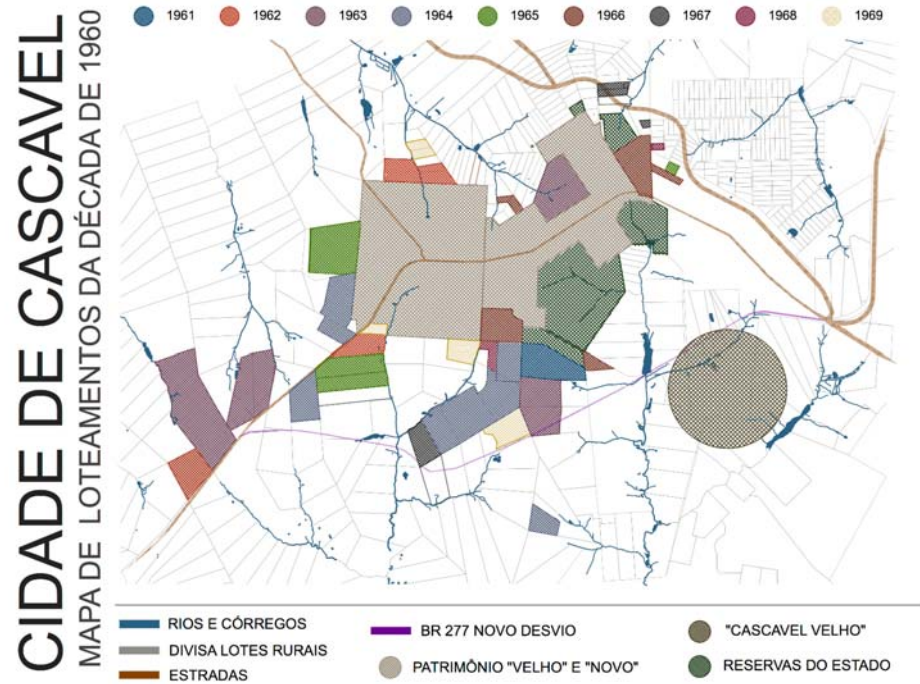 CIDADE DE CASCAVEL
MAPA DE LOTEAMENTOS DA DÉCADA DE 1960
1961 1962 1963 1964 1965 1966 1967 1968 1969
RIOS E CÓRREGOS
DIVISA LOTES RURAIS
ESTRADAS
BR 277 NOVO DESVIO
PATRIMÔNIO "VELHO" E "NOVO"
"CASCAVEL VELHO"
RESERVAS DO ESTADO